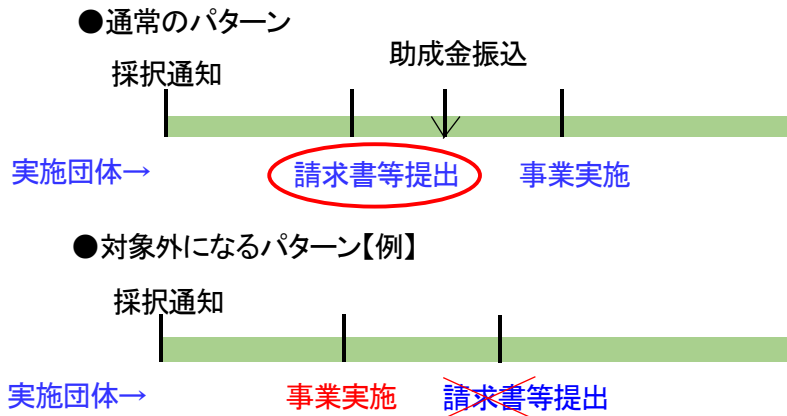 ●通常のパターン
助成金振込
採択通知
実施団体→ 請求書等提出 事業実施
●対象外になるパターン【例】
採択通知
実施団体→ 事業実施 請求書等提出